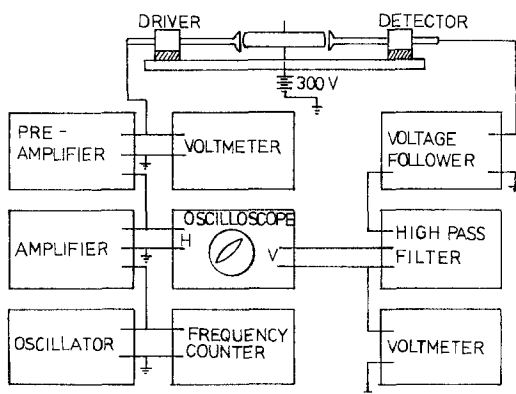 DRIVER
DETECTOR
300 V
PRE-
AMPLIFIER
VOLTMETER
VOLTAGE
FOLLOWER
AMPLIFIER
OSCILLOSCOPE
H
V
HIGH PASS
FILTER
OSCILLATOR
FREQUENCY
COUNTER
VOLTMETER